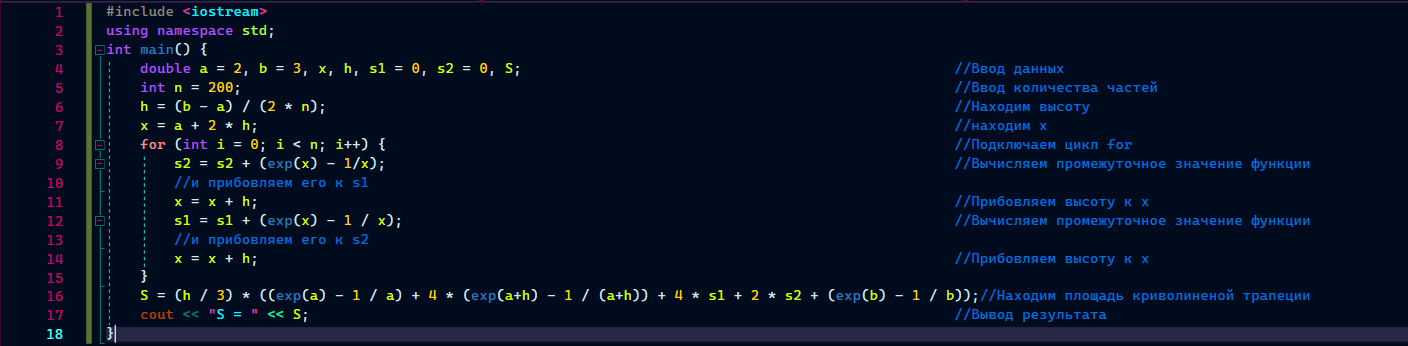 1 #include <iostream>
2 using namespace std;
3 int main() {
4 double a = 2, b = 3, x, h, s1 = 0, s2 = 0, S; //Ввод данных
5 int n = 200; //Ввод количества частей
6 h = (b - a) / (2 * n); //Находим высоту
7 x = a + 2 * h; //находим x
8 for (int i = 0; i < n; i++) { //Подключаем цикл for
9 s2 = s2 + (exp(x) - 1/x); //Вычисляем промежуточное значение функции
10 //и прибовляем его к s1
11 x = x + h; //Прибовляем высоту к x
12 s1 = s1 + (exp(x) - 1 / x); //Вычисляем промежуточное значение функции
13 //и прибовляем его к s2
14 x = x + h; //Прибовляем высоту к x
15 }
16 S = (h / 3) * ((exp(a) - 1 / a) + 4 * (exp(a+h) - 1 / (a+h)) + 4 * s1 + 2 * s2 + (exp(b) - 1 / b));//Находим площадь криволиненой трапеции
17 cout << "S = " << S; //Вывод результата
18 }